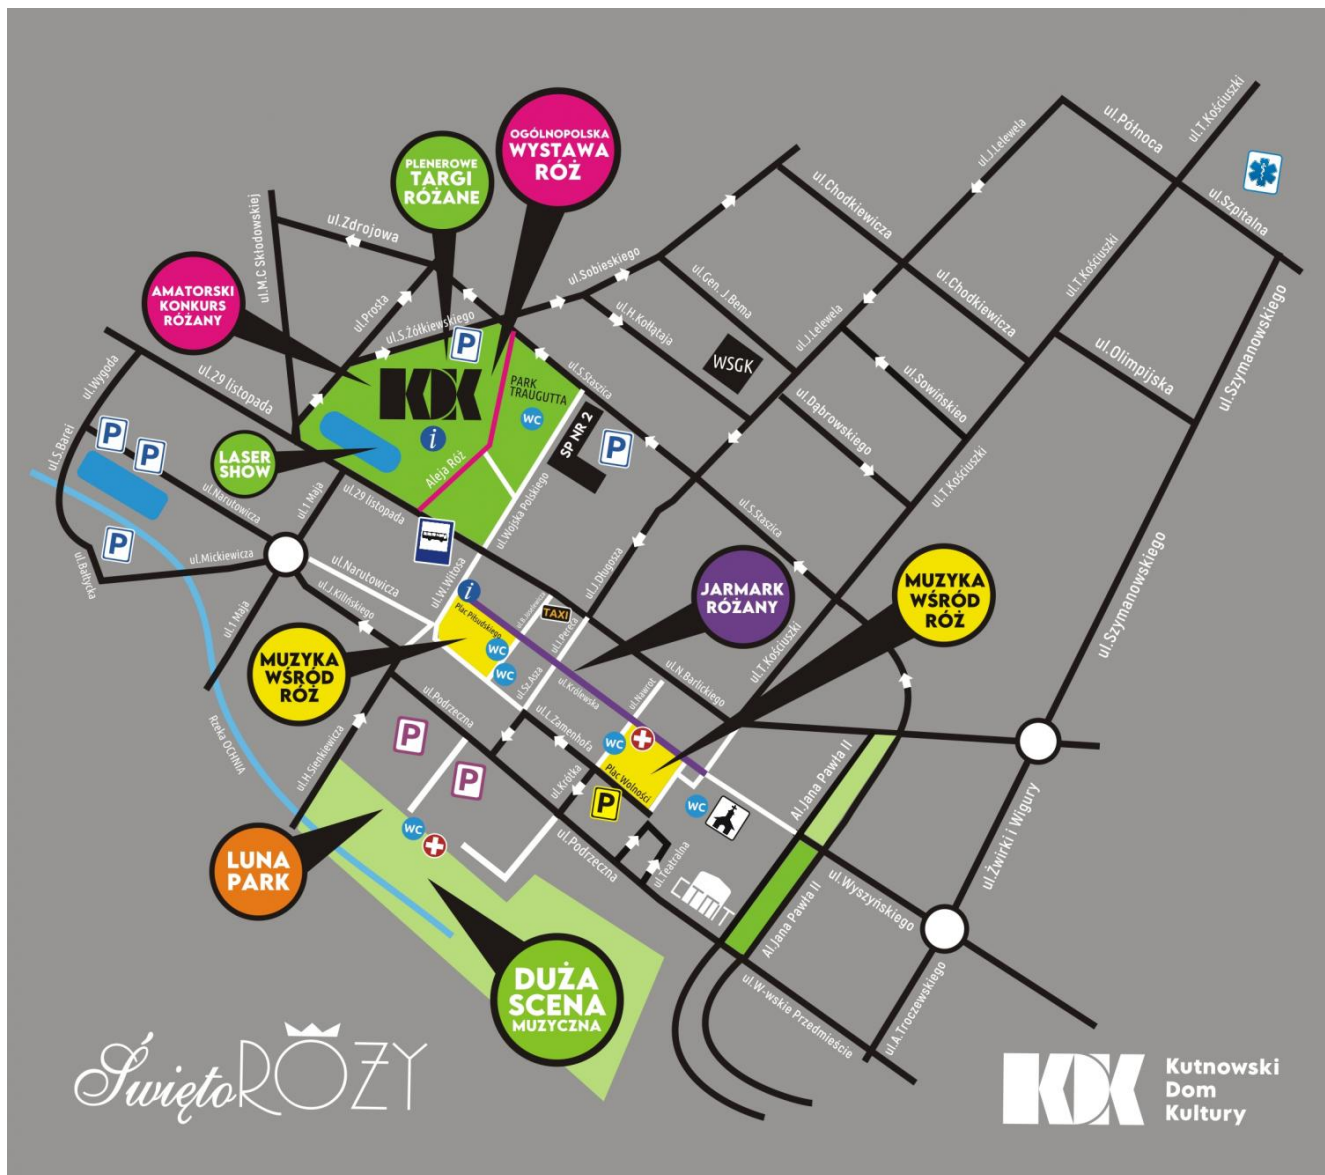 ul.T.Kościuszki
ul.Północa
ul.J.Lelewela
ul.Szpitalna
OGÓLNOPOLSKA
WYSTAWA
RÓŻ
PLENEROWE
TARGI
RÓŻANE
ul.Chodkiewicza
ul.M.C Skłodowskiej
ul.Zdrojowa
ul.Sobieskiego
ul.Gen. J.Bema
ul.T.Kościuszki
ul.Chodkiewicza
AMATORSKI
KONKURS
RÓŻANY
ul.Prosta
ul.S.Żółkiewskiego
P
ul.H.Kołłątaja
ul.J.Lelewela
ul.Olimpijska
ul.Szymanowskiego
WSGK
ul.Wygoda
ul.29 listopada
KDK
PARK
TRAUGUTTA
ul.S.Staszica
ul.Sowińskieo
ul.Dąbrowskiego
WC
i
SP NR 2
P
P
P
ul.S.Barei
LASER
SHOW
Aleja Róż
ul.T.Kościuszki
ul.Narutowicza
ul.1 Maja
ul.29 listopada
ul.Wojska Polskiego
ul.S.Staszica
P
ul.Bałtycka
ul.Mickiewicza
ul.Narutowicza
ul.J.Kilińskiego
ul.W.Witosa
ul.J.Długosza
i
Plac Piłsudskiego
TAXI
ul.I.Pereca
JARMARK
RÓŻANY
MUZYKA
WŚRÓD
RÓŻ
ul.Szymanowskiego
ul.1 Maja
MUZYKA
WŚRÓD
RÓŻ
WC
WC
ul.Sz.Asza
ul.Królewska
ul.Nawrot
ul.N.Barlickiego
ul.T.Kościuszki
Rzeka OCHNIA
ul.H.Sienkiewicza
ul.Podrzeczna
ul.L.Zamenhofa
P
P
WC
Plac Wolności
ul.Krótka
P
WC
Al.Jana Pawła II
ul.Żwirki i Wigury
WC
ul.Podrzeczna
ul.Teatralna
LUNA
PARK
ul.Wyszyńskiego
Al.Jana Pawła II
DUŻA
SCENA
MUZYCZNA
ul.W-wskie Przedmieście
ul.A.Troczewskiego
Święto RÓŻY
KDK
Kutnowski
Dom
Kultury